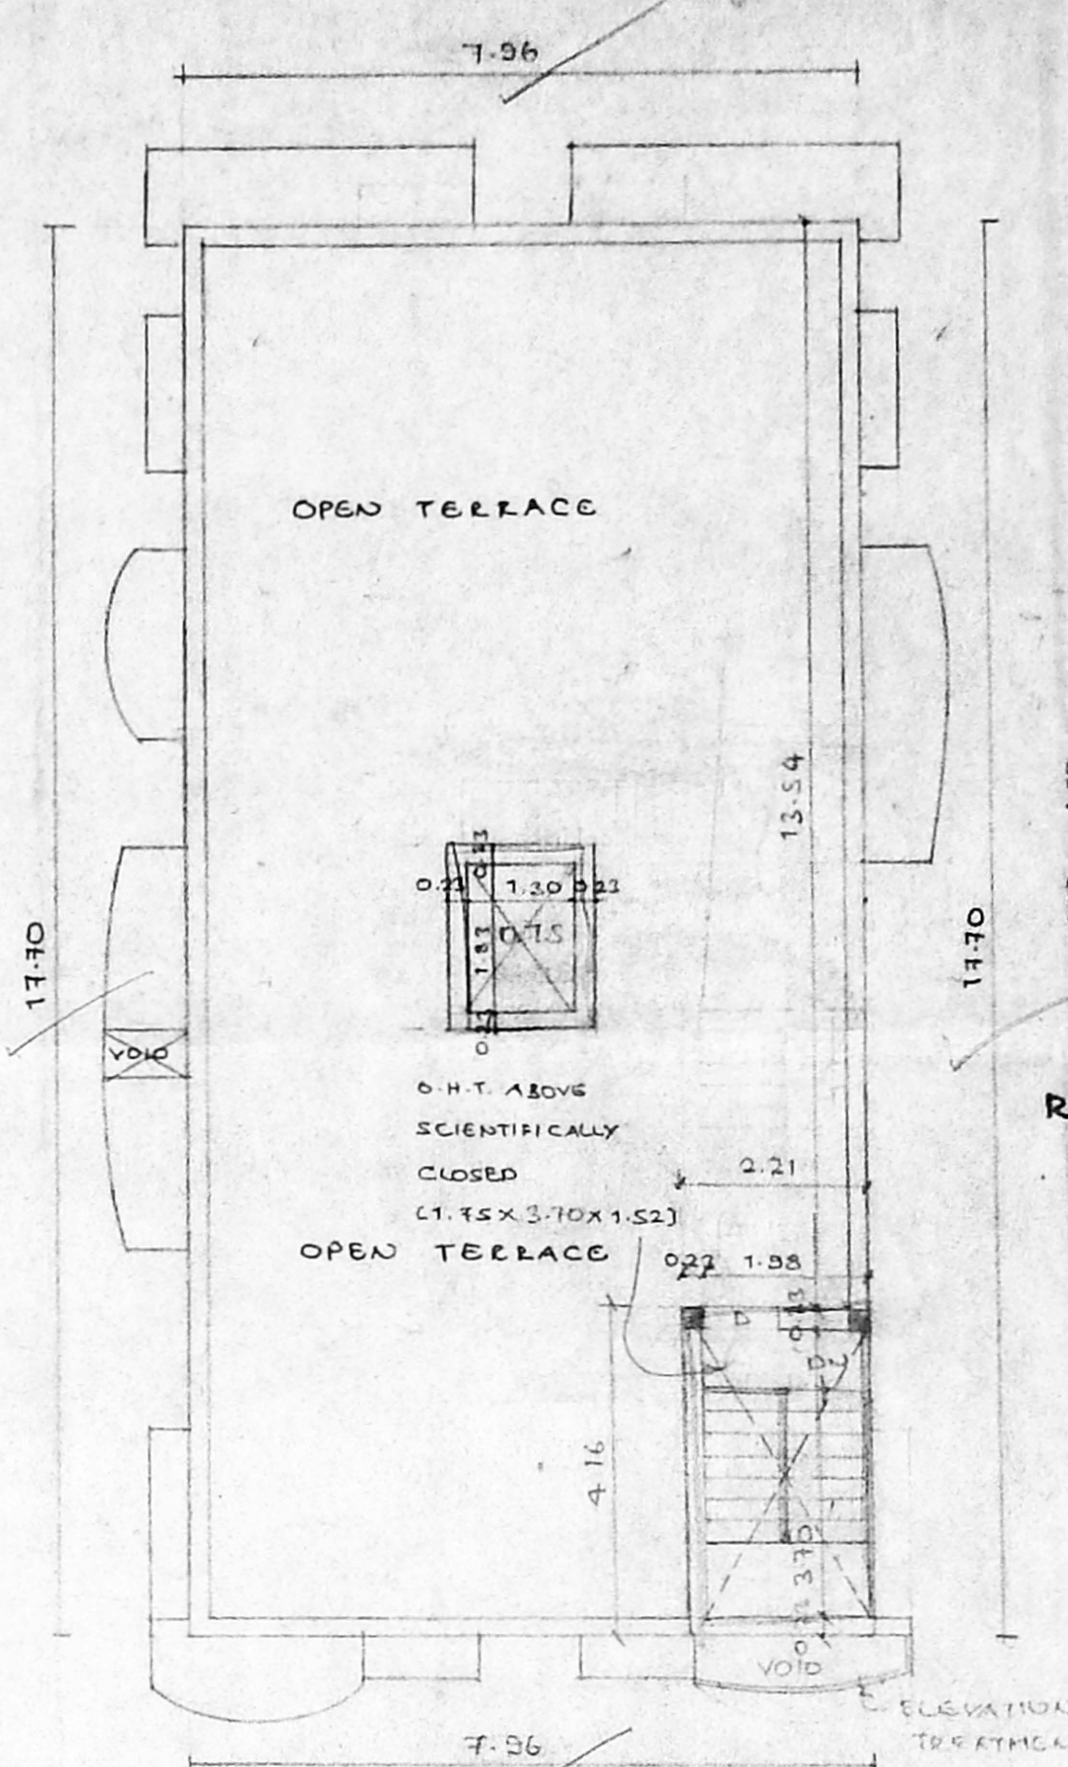 7.96
OPEN TERRACE
13.54
17.70
17.70
0.23
0.23 1.30 0.23
1.87
VOID
O.H.T. ABOVE
SCIENTIFICALLY
CLOSED
(1.75 X 3.70 X 1.52)
2.21
OPEN TERRACE
1.98
0.23
D
4.16
3.70
VOID
ELEVATION
7.96